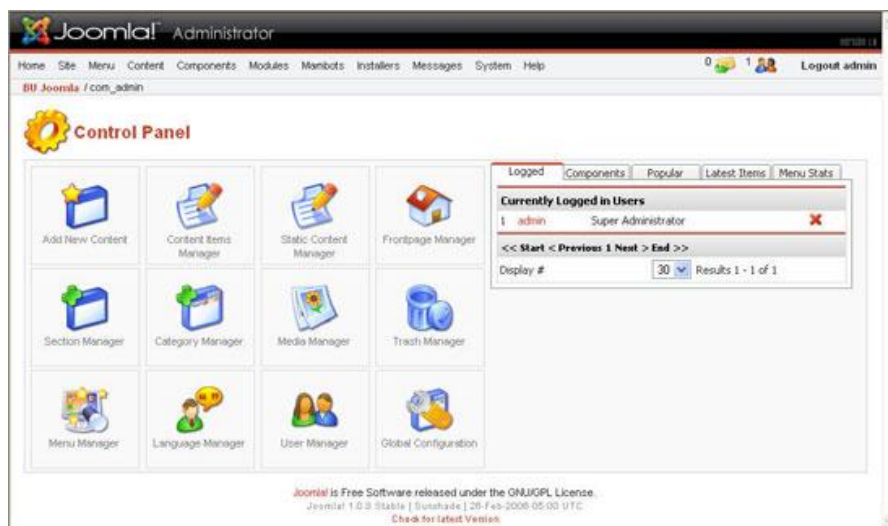 Joomla! Administrator
Home Site Menu Content Components Modules Mambots Installers Messages System Help 0 1 Logout admin
BU Joomla / com_admin
Control Panel
Logged Components Popular Latest Items Menu Stats
Currently Logged in Users
1 admin Super Administrator
<< Start < Previous 1 Next > End >>
Display # 30 Results 1 - 1 of 1
Add New Content
Content Items Manager
Static Content Manager
Frontpage Manager
Section Manager
Category Manager
Media Manager
Trash Manager
Menu Manager
Language Manager
User Manager
Global Configuration
Joomla! is Free Software released under the GNU/GPL License.
Joomla! Stable [ Sunshade ] 26-Feb-2006 05:00 UTC
Check for latest Version